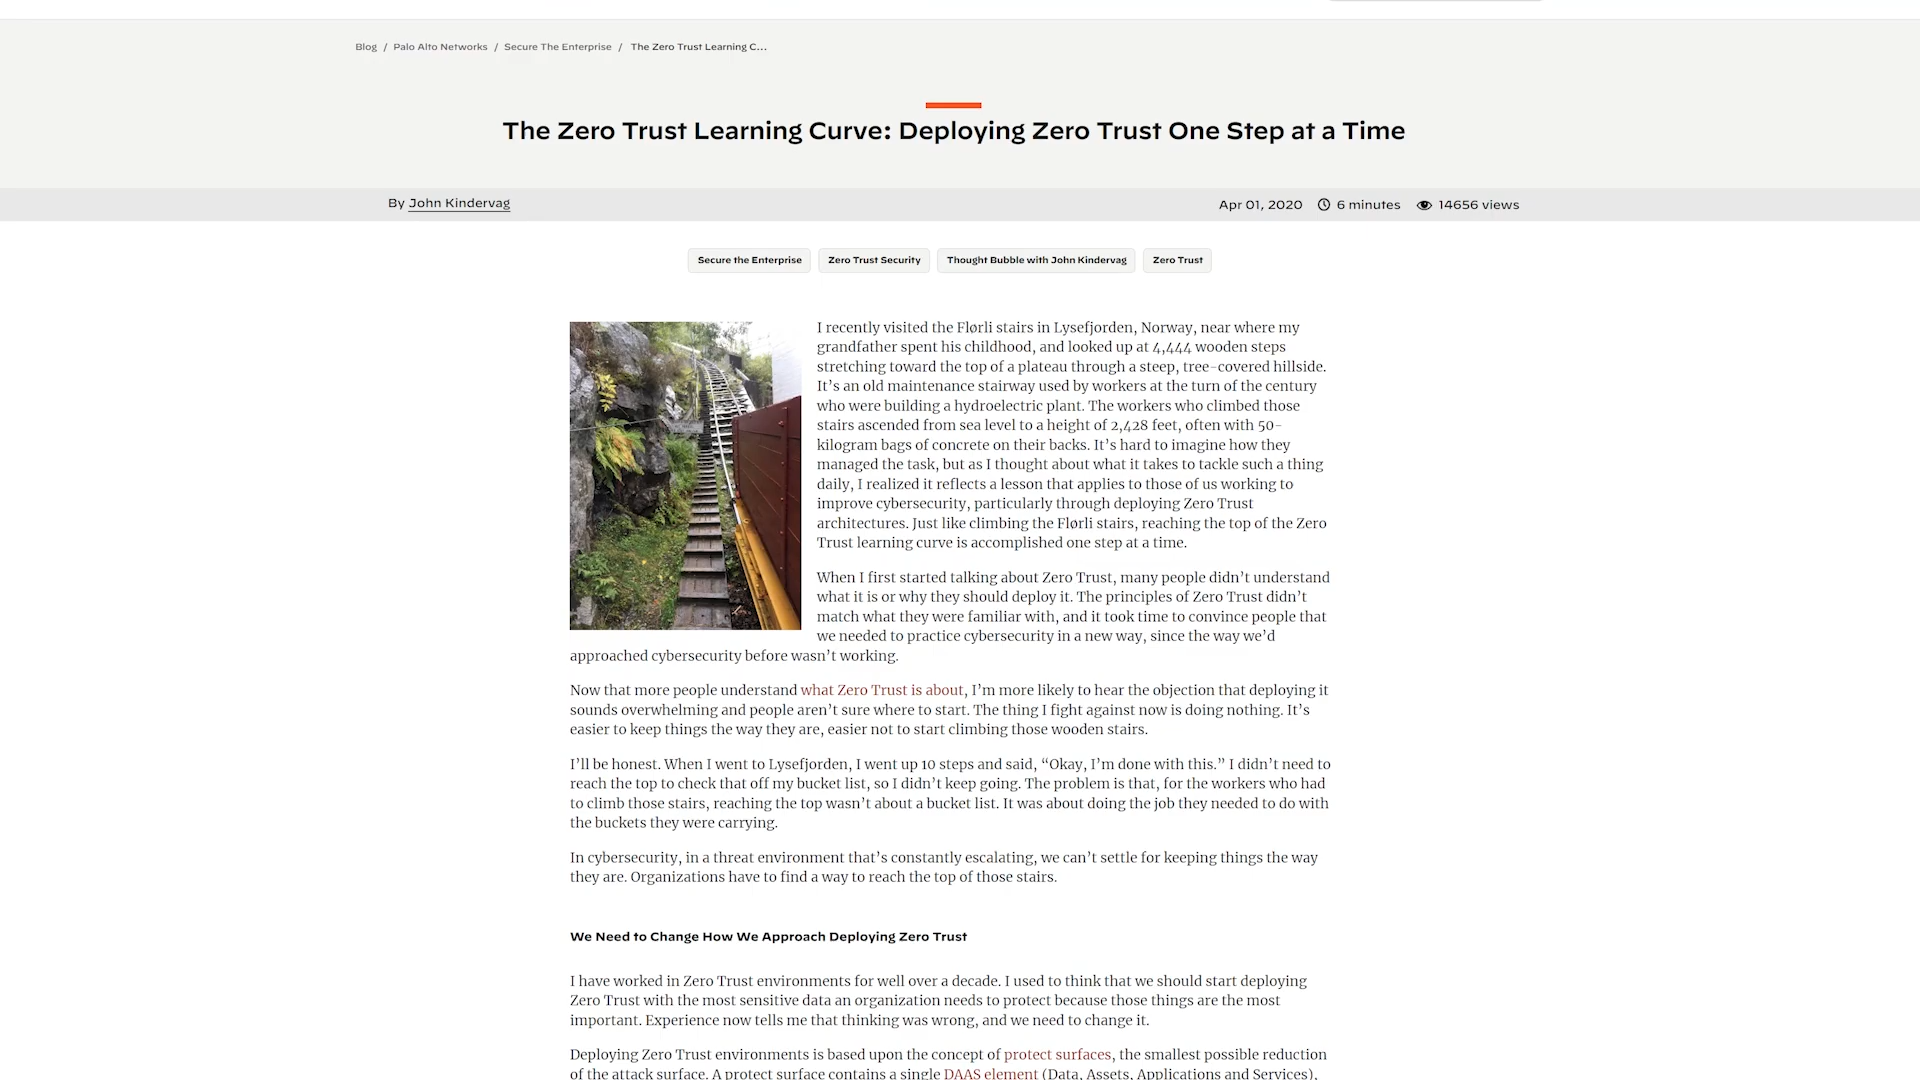 Blog / Palo Alto Networks / Secure The Enterprise / The Zero Trust Learning C...
The Zero Trust Learning Curve: Deploying Zero Trust One Step at a Time
By John Kindervag
Apr 01, 2020 6 minutes 14656 views
Secure the Enterprise Zero Trust Security Thought Bubble with John Kindervag Zero Trust
I recently visited the Flørli stairs in Lysefjorden, Norway, near where my
grandfather spent his childhood, and looked up at 4,444 wooden steps
stretching toward the top of a plateau through a steep, tree-covered hillside.
It’s an old maintenance stairway used by workers at the turn of the century
who were building a hydroelectric plant. The workers who climbed those
stairs ascended from sea level to a height of 2,428 feet, often with 50-
kilogram bags of concrete on their backs. It’s hard to imagine how they
managed the task, but as I thought about what it takes to tackle such a thing
daily, I realized it reflects a lesson that applies to those of us working to
improve cybersecurity, particularly through deploying Zero Trust
architectures. Just like climbing the Flørli stairs, reaching the top of the Zero
Trust learning curve is accomplished one step at a time.
When I first started talking about Zero Trust, many people didn’t understand
what it is or why they should deploy it. The principles of Zero Trust didn’t
match what they were familiar with, and it took time to convince people that
we needed to practice cybersecurity in a new way, since the way we’d
approached cybersecurity before wasn’t working.
Now that more people understand what Zero Trust is about, I’m more likely to hear the objection that deploying it
sounds overwhelming and people aren’t sure where to start. The thing I fight against now is doing nothing. It’s
easier to keep things the way they are, easier not to start climbing those wooden stairs.
I’ll be honest. When I went to Lysefjorden, I went up 10 steps and said, “Okay, I’m done with this.” I didn’t need to
reach the top to check that off my bucket list, so I didn’t keep going. The problem is that, for the workers who had
to climb those stairs, reaching the top wasn’t about a bucket list. It was about doing the job they needed to do with
the buckets they were carrying.
In cybersecurity, in a threat environment that’s constantly escalating, we can’t settle for keeping things the way
they are. Organizations have to find a way to reach the top of those stairs.
We Need to Change How We Approach Deploying Zero Trust
I have worked in Zero Trust environments for well over a decade. I used to think that we should start deploying
Zero Trust with the most sensitive data an organization needs to protect because those things are the most
important. Experience now tells me that thinking was wrong, and we need to change it.
Deploying Zero Trust environments is based upon the concept of protect surfaces, the smallest possible reduction
of the attack surface. A protect surface contains a single DAAS element (Data, Assets, Applications and Services),